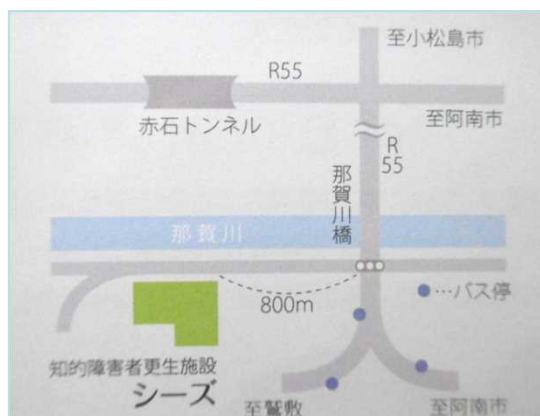 至小松島市
R55
赤石トンネル
至阿南市
R
55
那賀川橋
那賀川
800m
…バス停
知的障害者更生施設
シーズ
至鷲敷
至阿南市